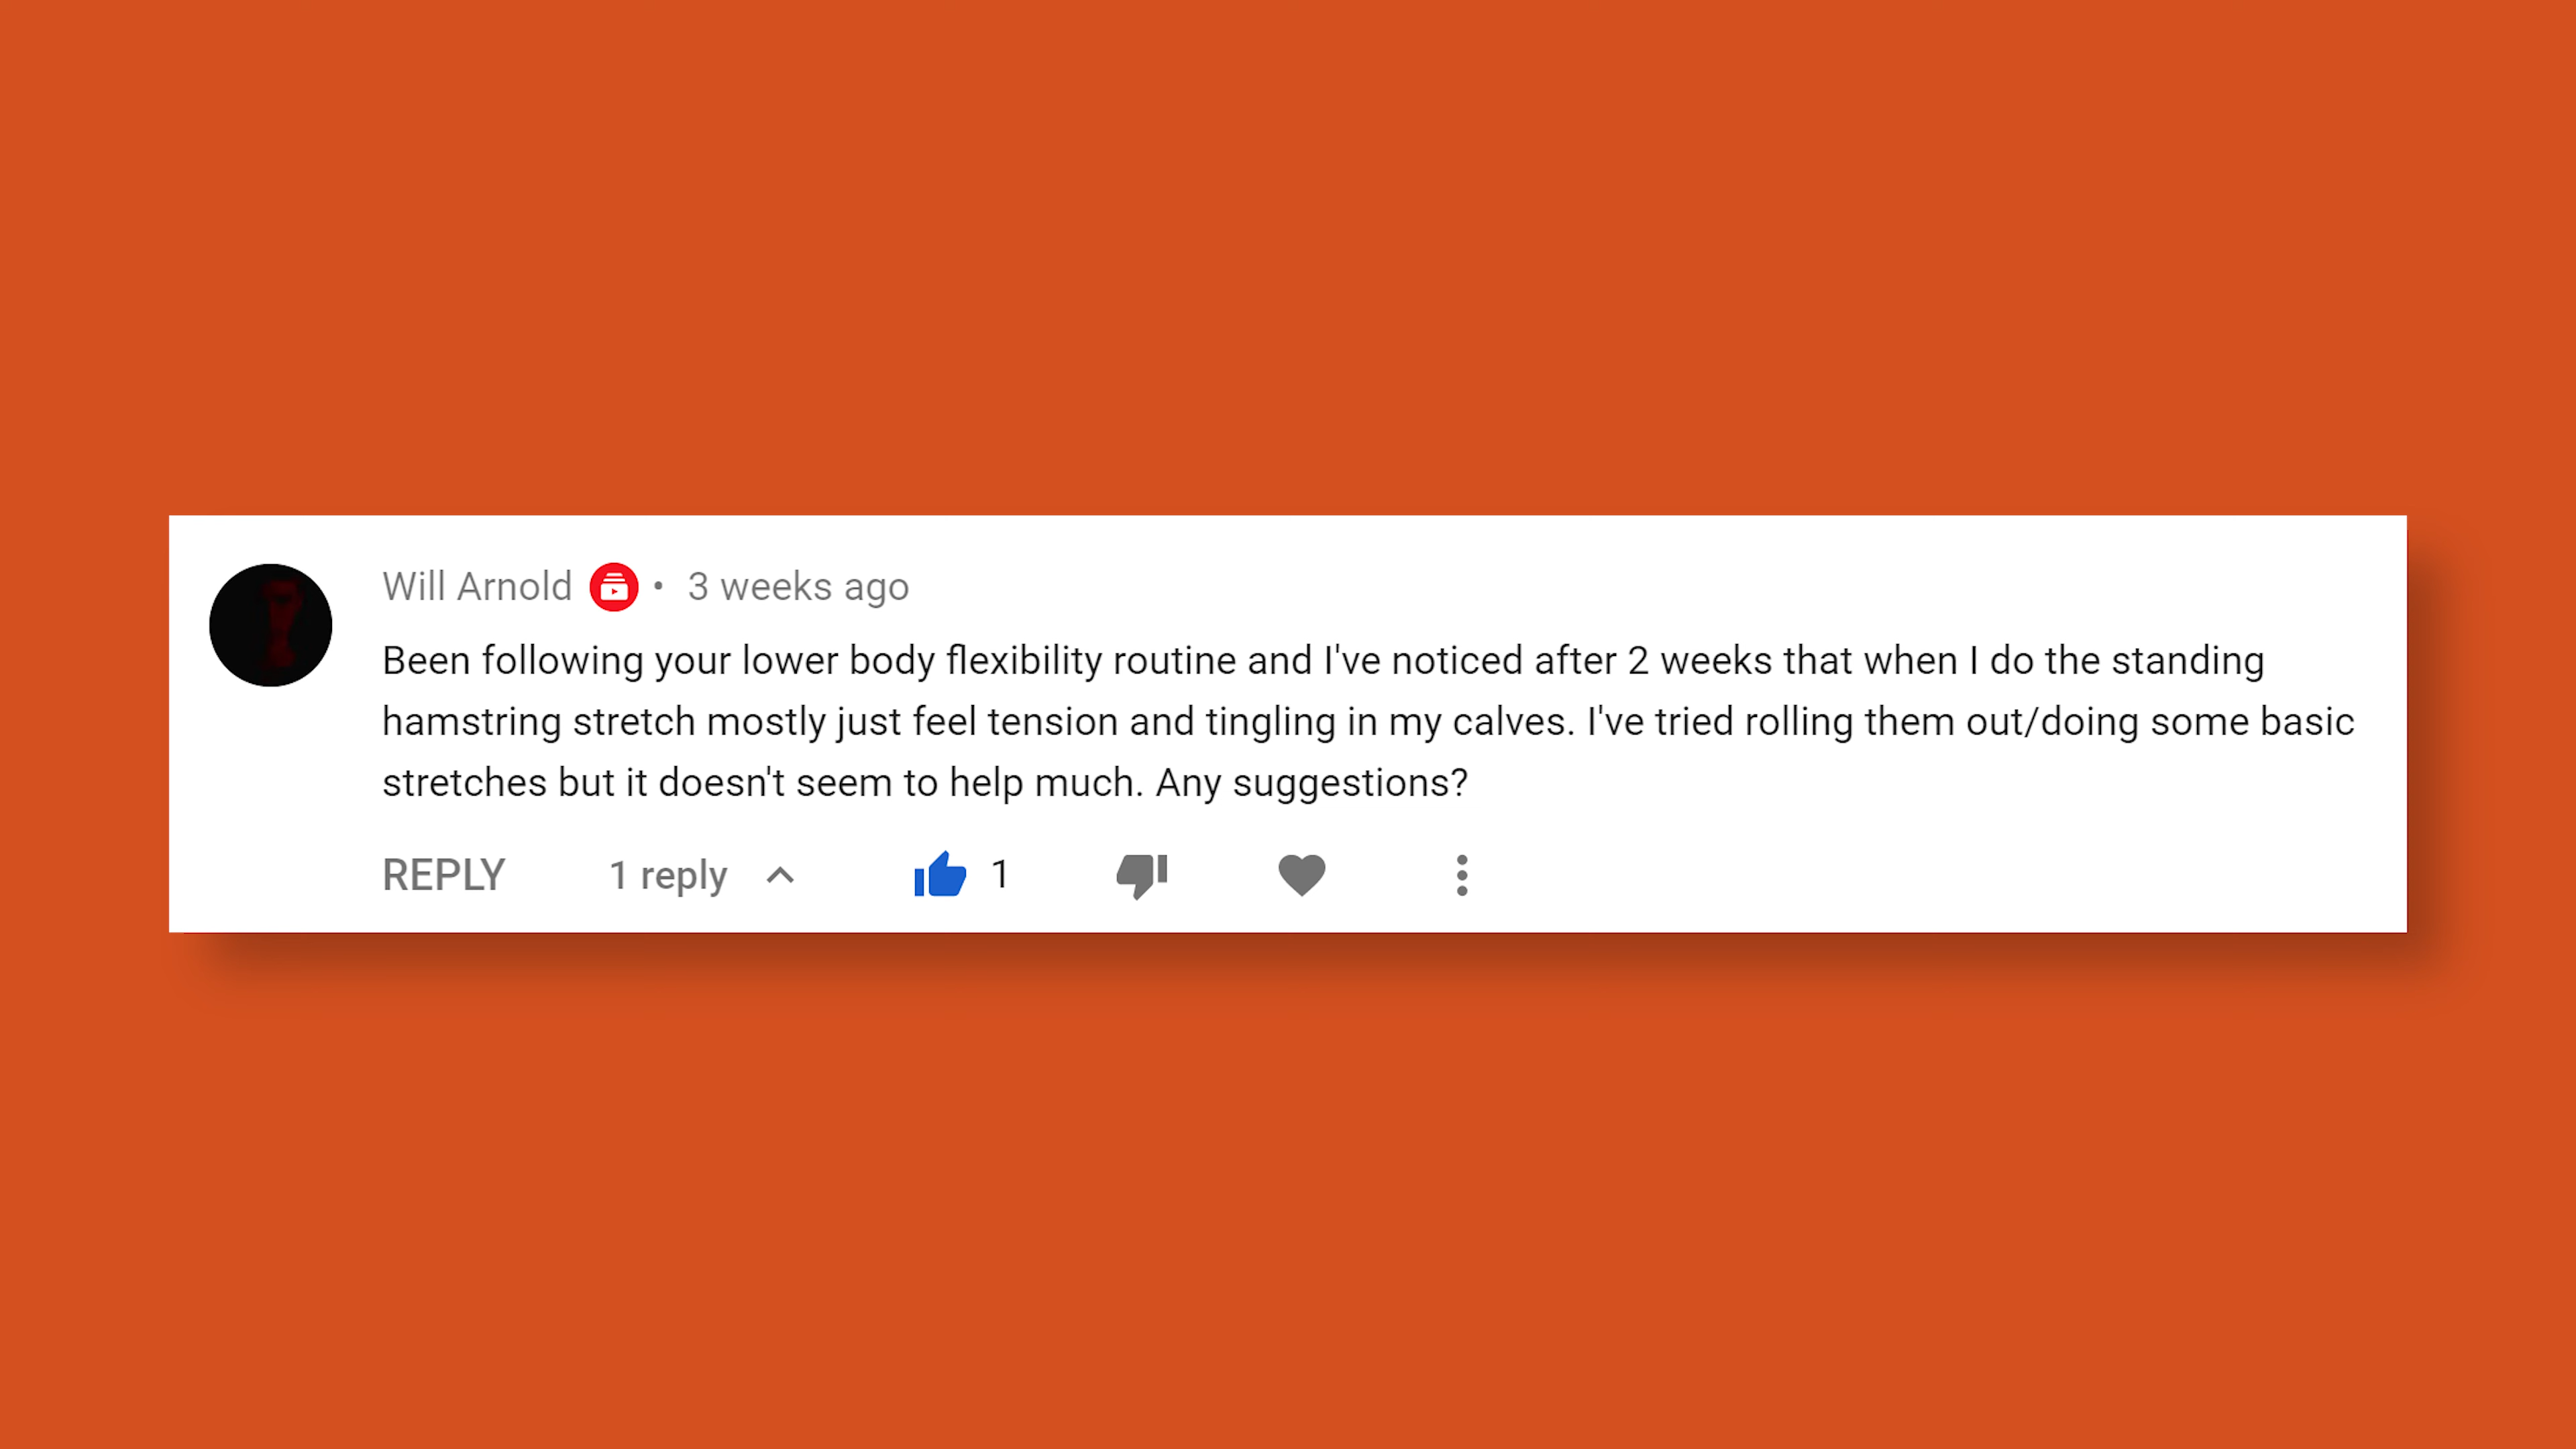 Will Arnold • 3 weeks ago
Been following your lower body flexibility routine and I've noticed after 2 weeks that when I do the standing
hamstring stretch mostly just feel tension and tingling in my calves. I've tried rolling them out/doing some basic
stretches but it doesn't seem to help much. Any suggestions?
REPLY 1 reply 1